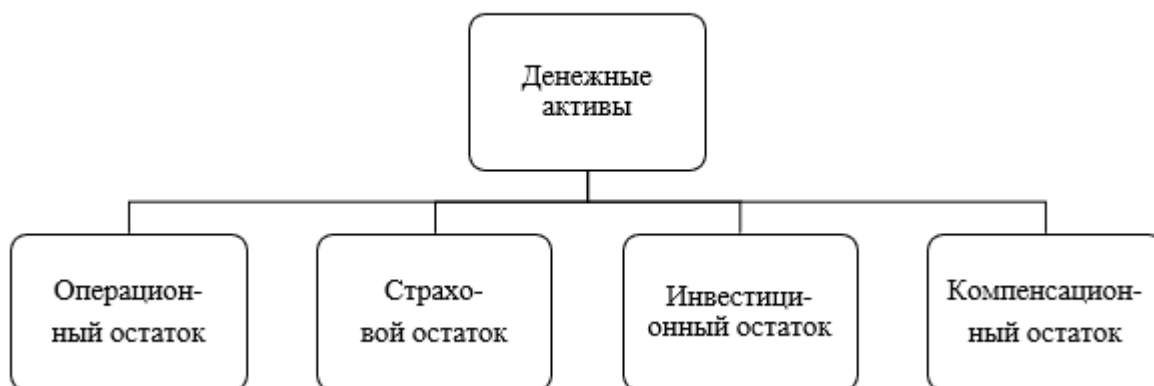 Денежные
активы
Операцион-
ный остаток
Страхо-
вой остаток
Инвестици-
онный остаток
Компенсацион-
ный остаток